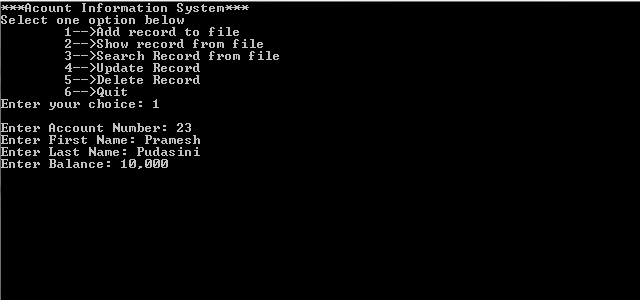 ***Acount Information System***
Select one option below
1-->Add record to file
2-->Show record from file
3-->Search Record from file
4-->Update Record
5-->Delete Record
6-->Quit
Enter your choice: 1
Enter Account Number: 23
Enter First Name: Pramesh
Enter Last Name: Pudasini
Enter Balance: 10,000